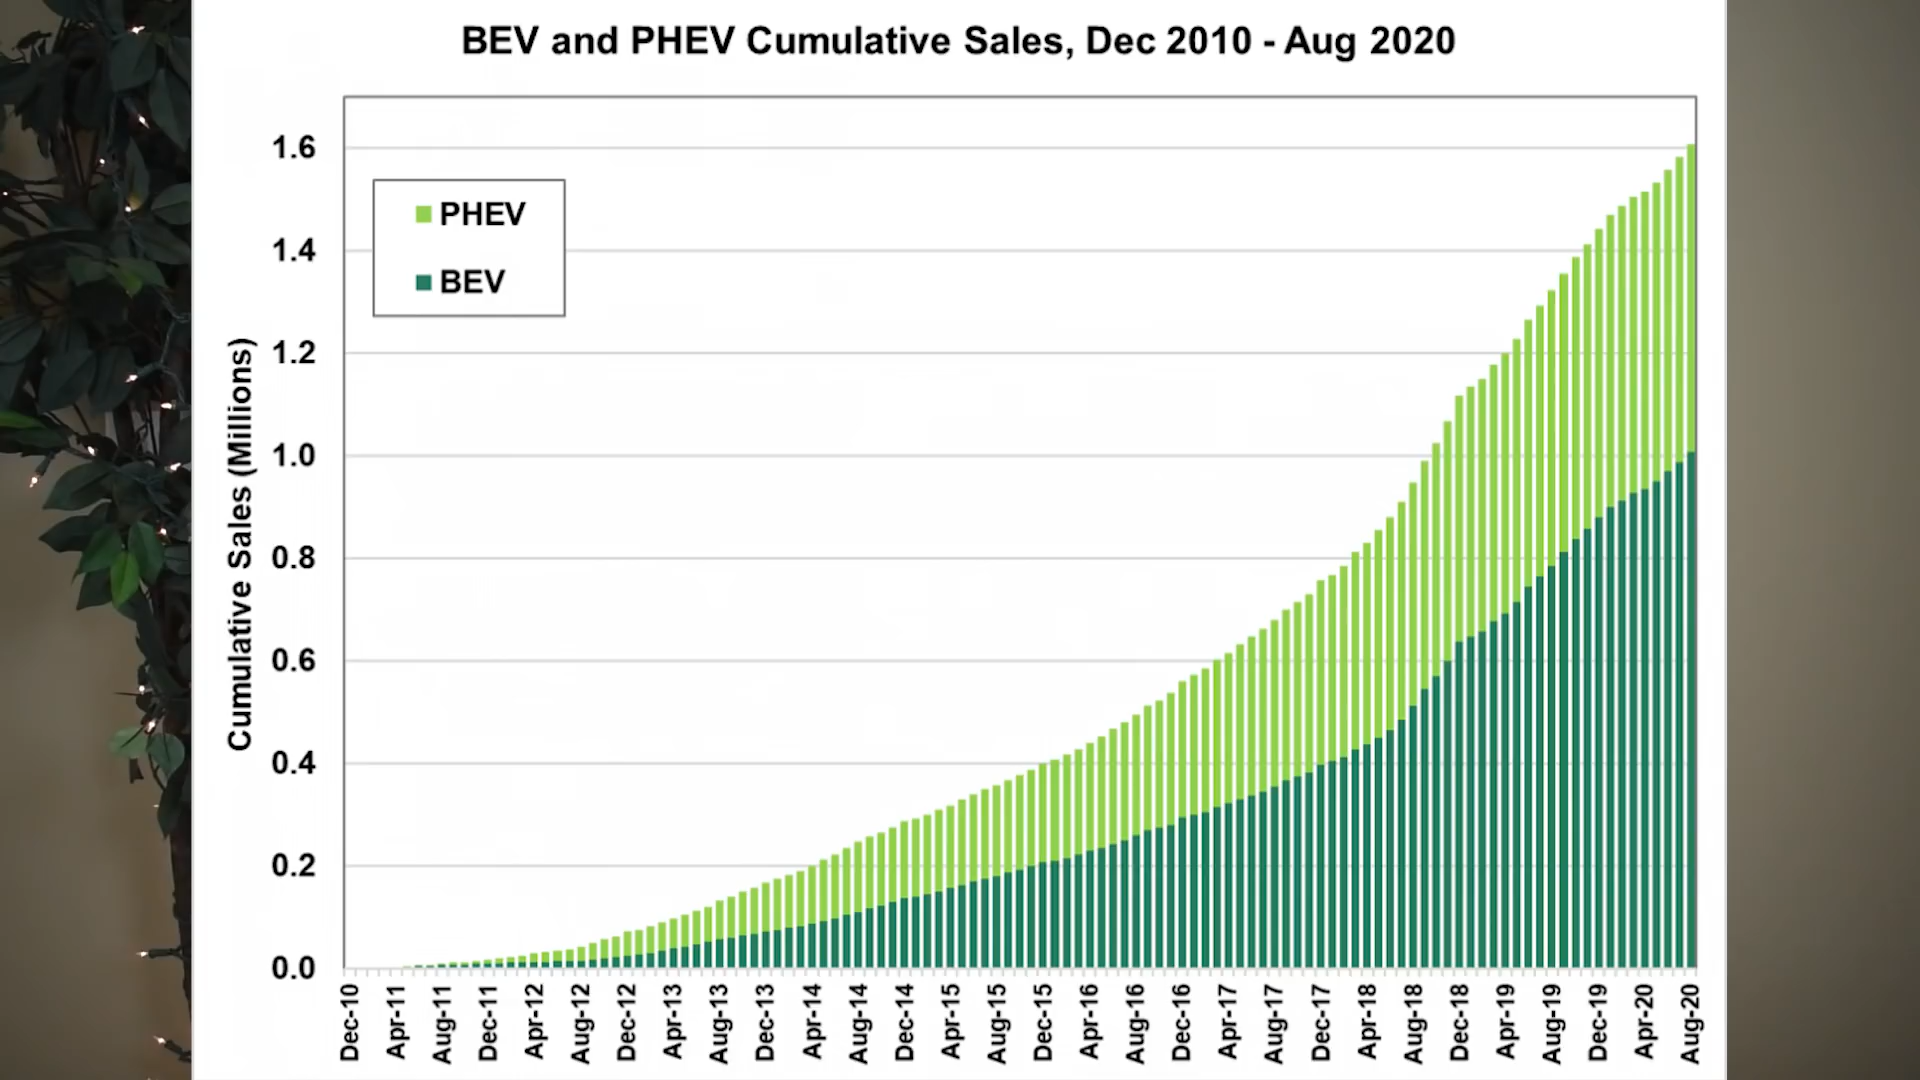 BEV and PHEV Cumulative Sales, Dec 2010 - Aug 2020
PHEV
BEV
Cumulative Sales (Millions)
1.6
1.4
1.2
1.0
0.8
0.6
0.4
0.2
0.0
Dec-10
Apr-11
Aug-11
Dec-11
Apr-12
Aug-12
Dec-12
Apr-13
Aug-13
Dec-13
Apr-14
Aug-14
Dec-14
Apr-15
Aug-15
Dec-15
Apr-16
Aug-16
Dec-16
Apr-17
Aug-17
Dec-17
Apr-18
Aug-18
Dec-18
Apr-19
Aug-19
Dec-19
Apr-20
Aug-20